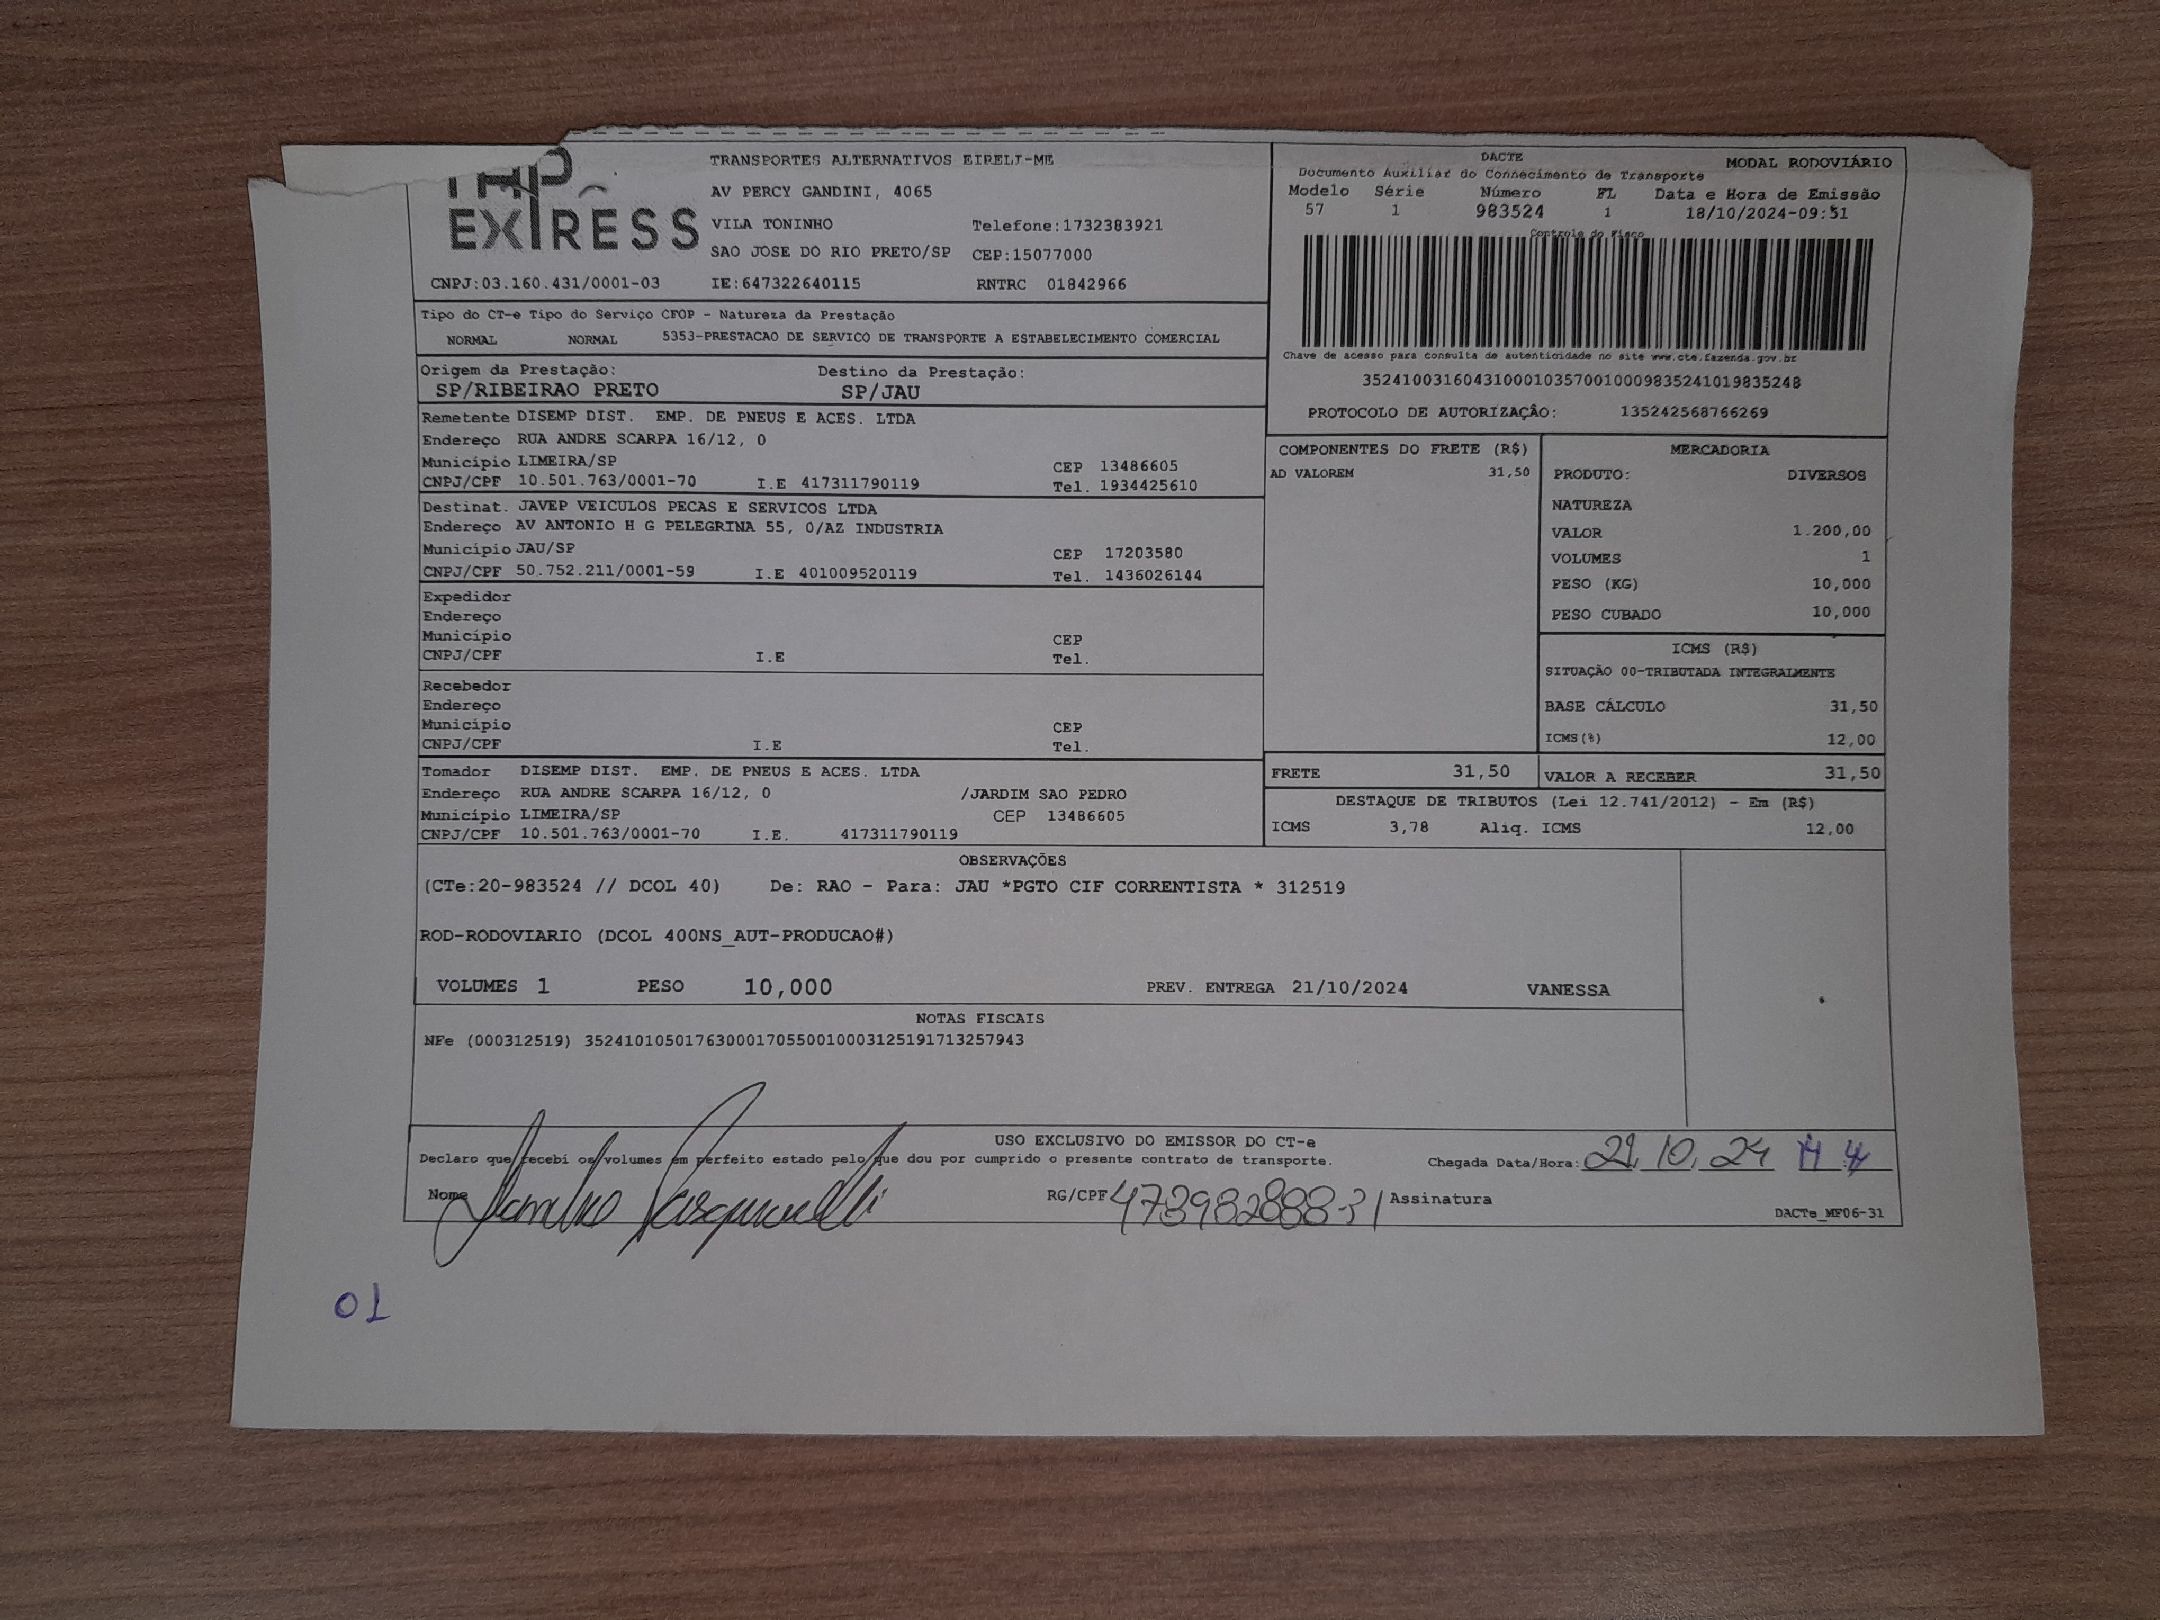 EXPRESS
TRANSPORTES ALTERNATIVOS EIRELI-ME
AV PERCY GANDINI, 4065
VILA TONINHO Telefone:1732383921
SAO JOSE DO RIO PRETO/SP CEP:15077000
CNPJ:03.160.431/0001-03 IE:647322640115 RNTRC 01842966
DACTE MODAL RODOVIÁRIO
Documento Auxiliar do Conhecimento de Transporte
Modelo Série Número FL Data e Hora de Emissão
57 1 983524 1 18/10/2024-09:51
Controle do Fisco
Chave de acesso para consulta de autenticidade no site www.cte.fazenda.gov.br
35241003160431000103570010009835241019835248
PROTOCOLO DE AUTORIZAÇÃO: 135242568766269
Tipo do CT-e Tipo do Serviço CFOP - Natureza da Prestação
NORMAL NORMAL 5353-PRESTACAO DE SERVICO DE TRANSPORTE A ESTABELECIMENTO COMERCIAL
Origem da Prestação: Destino da Prestação:
SP/RIBEIRAO PRETO SP/JAU
Remetente DISEMP DIST. EMP. DE PNEUS E ACES. LTDA
Endereço RUA ANDRE SCARPA 16/12, 0
Município LIMEIRA/SP CEP 13486605
CNPJ/CPF 10.501.763/0001-70 I.E 417311790119 Tel. 1934425610
Destinat. JAVEP VEICULOS PECAS E SERVICOS LTDA
Endereço AV ANTONIO H G PELEGRINA 55, 0/AZ INDUSTRIA
Município JAU/SP CEP 17203580
CNPJ/CPF 50.752.211/0001-59 I.E 401009520119 Tel. 1436026144
Expedidor
Endereço
Município CEP
CNPJ/CPF I.E Tel.
Recebedor
Endereço
Município CEP
CNPJ/CPF I.E Tel.
Tomador DISEMP DIST. EMP. DE PNEUS E ACES. LTDA
Endereço RUA ANDRE SCARPA 16/12, 0 /JARDIM SAO PEDRO
Município LIMEIRA/SP CEP 13486605
CNPJ/CPF 10.501.763/0001-70 I.E. 417311790119
COMPONENTES DO FRETE (R$)
AD VALOREM 31,50
MERCADORIA
PRODUTO: DIVERSOS
NATUREZA
VALOR 1.200,00
VOLUMES 1
PESO (KG) 10,000
PESO CUBADO 10,000
ICMS (R$)
SITUAÇÃO 00-TRIBUTADA INTEGRALMENTE
BASE CÁLCULO 31,50
ICMS(%) 12,00
FRETE 31,50 VALOR A RECEBER 31,50
DESTAQUE DE TRIBUTOS (Lei 12.741/2012) - Em (R$)
ICMS 3,78 Aliq. ICMS 12,00
OBSERVAÇÕES
(CTe:20-983524 // DCOL 40) De: RAO - Para: JAU *PGTO CIF CORRENTISTA * 312519
ROD-RODOVIARIO (DCOL 400NS_AUT-PRODUCAO#)
VOLUMES 1 PESO 10,000 PREV. ENTREGA 21/10/2024 VANESSA
NOTAS FISCAIS
NFe (000312519) 35241010501763000170550010003125191713257943
USO EXCLUSIVO DO EMISSOR DO CT-e
Declaro que recebi os volumes em perfeito estado pelo que dou por cumprido o presente contrato de transporte. Chegada Data/Hora: 21.10.24
Nome RG/CPF Assinatura
DACTe_MF06-31
01